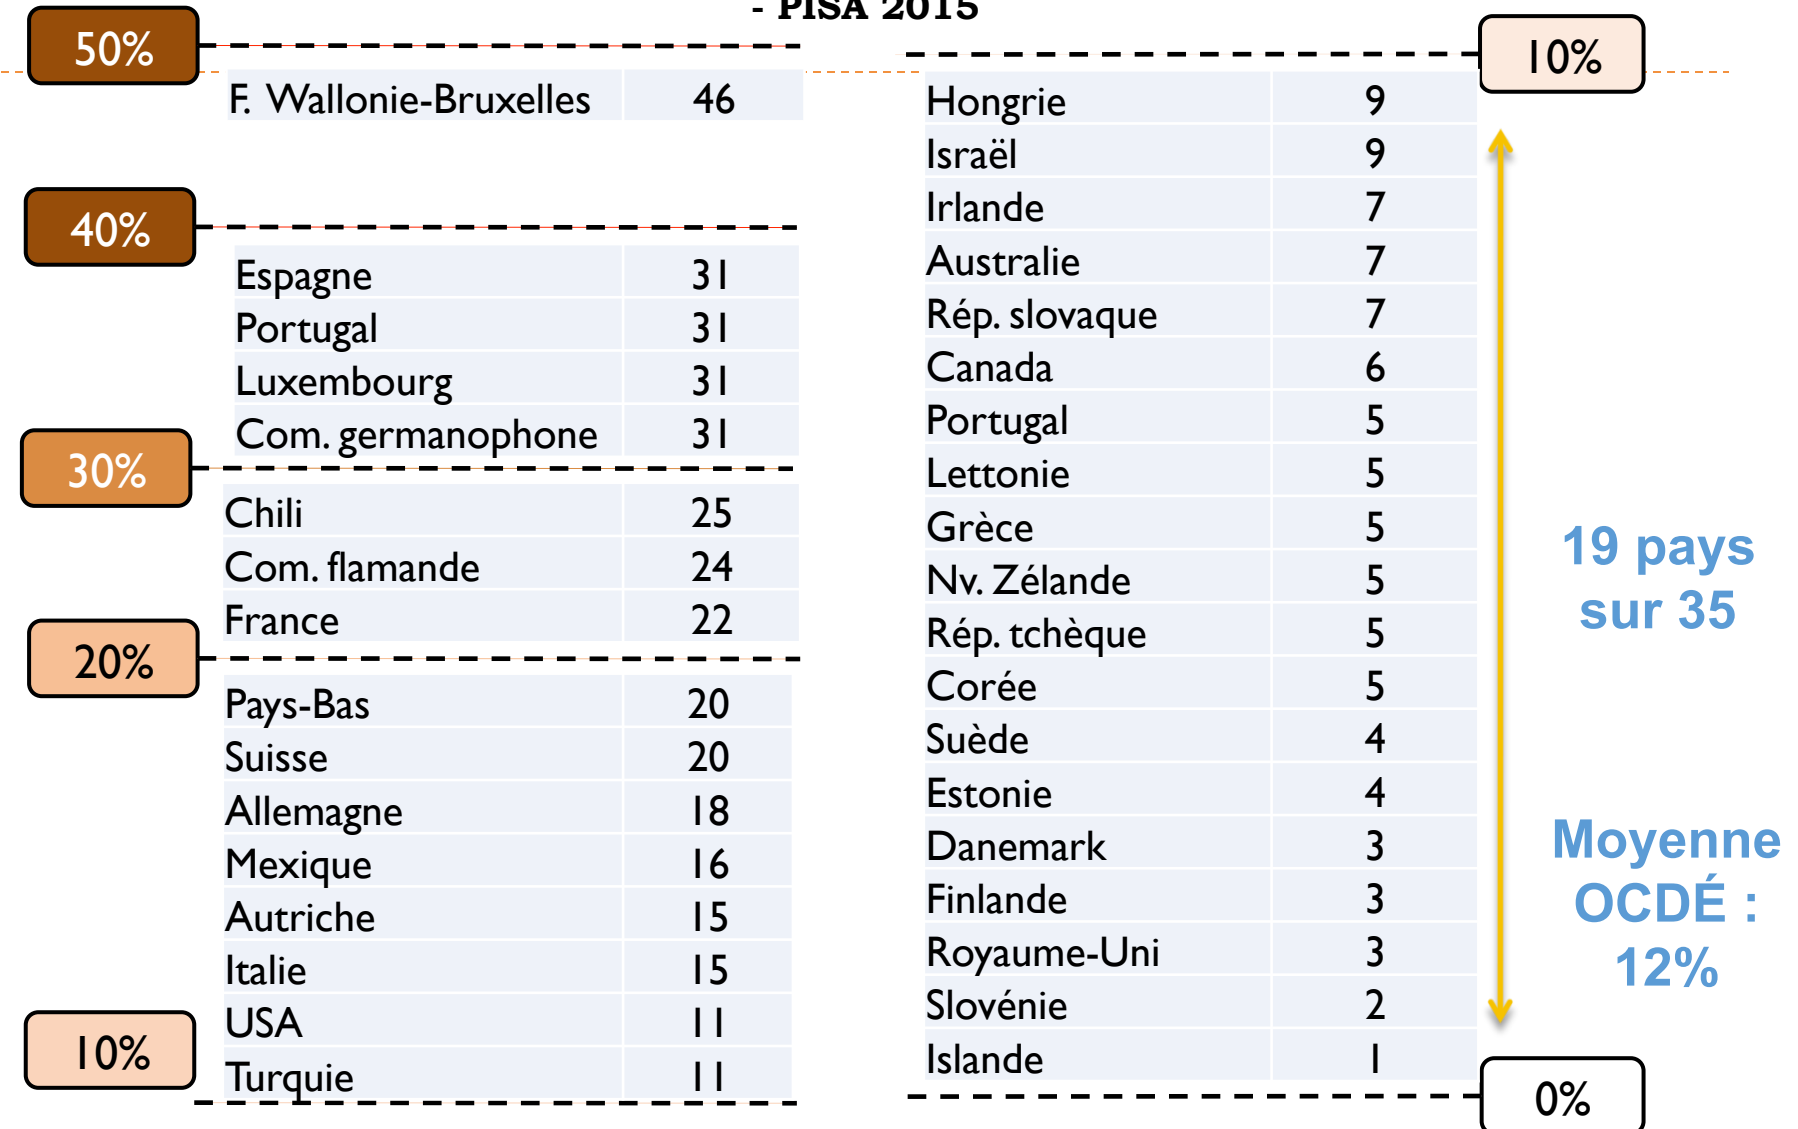 - PISA 2015
50%
F. Wallonie-Bruxelles 46
40%
Espagne 31
Portugal 31
Luxembourg 31
Com. germanophone 31
30%
Chili 25
Com. flamande 24
France 22
20%
Pays-Bas 20
Suisse 20
Allemagne 18
Mexique 16
Autriche 15
Italie 15
USA 11
10%
Turquie 11
10%
Hongrie 9
Israël 9
Irlande 7
Australie 7
Rép. slovaque 7
Canada 6
Portugal 5
Lettonie 5
Grèce 5
Nv. Zélande 5
Rép. tchèque 5
Corée 5
Suède 4
Estonie 4
Danemark 3
Finlande 3
Royaume-Uni 3
Slovénie 2
Islande 1
0%
19 pays
sur 35
Moyenne
OCDÉ :
12%